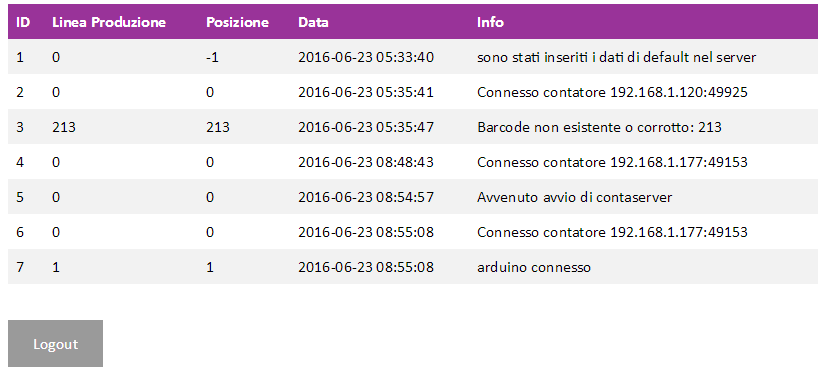 ID Linea Produzione Posizione Data Info
1 0 -1 2016-06-23 05:33:40 sono stati inseriti i dati di default nel server
2 0 0 2016-06-23 05:35:41 Connesso contatore 192.168.1.120:49925
3 213 213 2016-06-23 05:35:47 Barcode non esistente o corrotto: 213
4 0 0 2016-06-23 08:48:43 Connesso contatore 192.168.1.177:49153
5 0 0 2016-06-23 08:54:57 Avvenuto avvio di contaserver
6 0 0 2016-06-23 08:55:08 Connesso contatore 192.168.1.177:49153
7 1 1 2016-06-23 08:55:08 arduino connesso
Logout